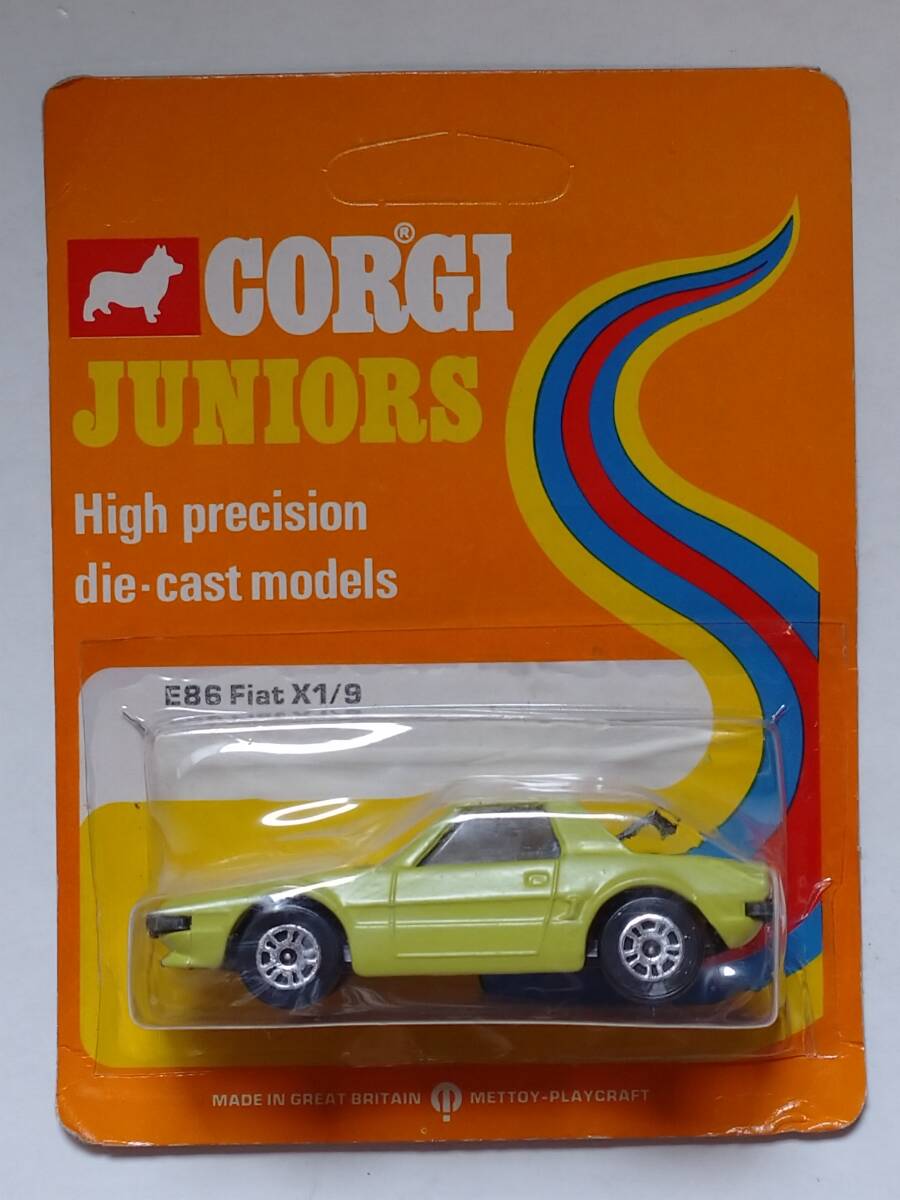 CORGI®
JUNIORS
High precision
die-cast models
E86 Fiat X1/9
MADE IN GREAT BRITAIN METTOY-PLAYCRAFT